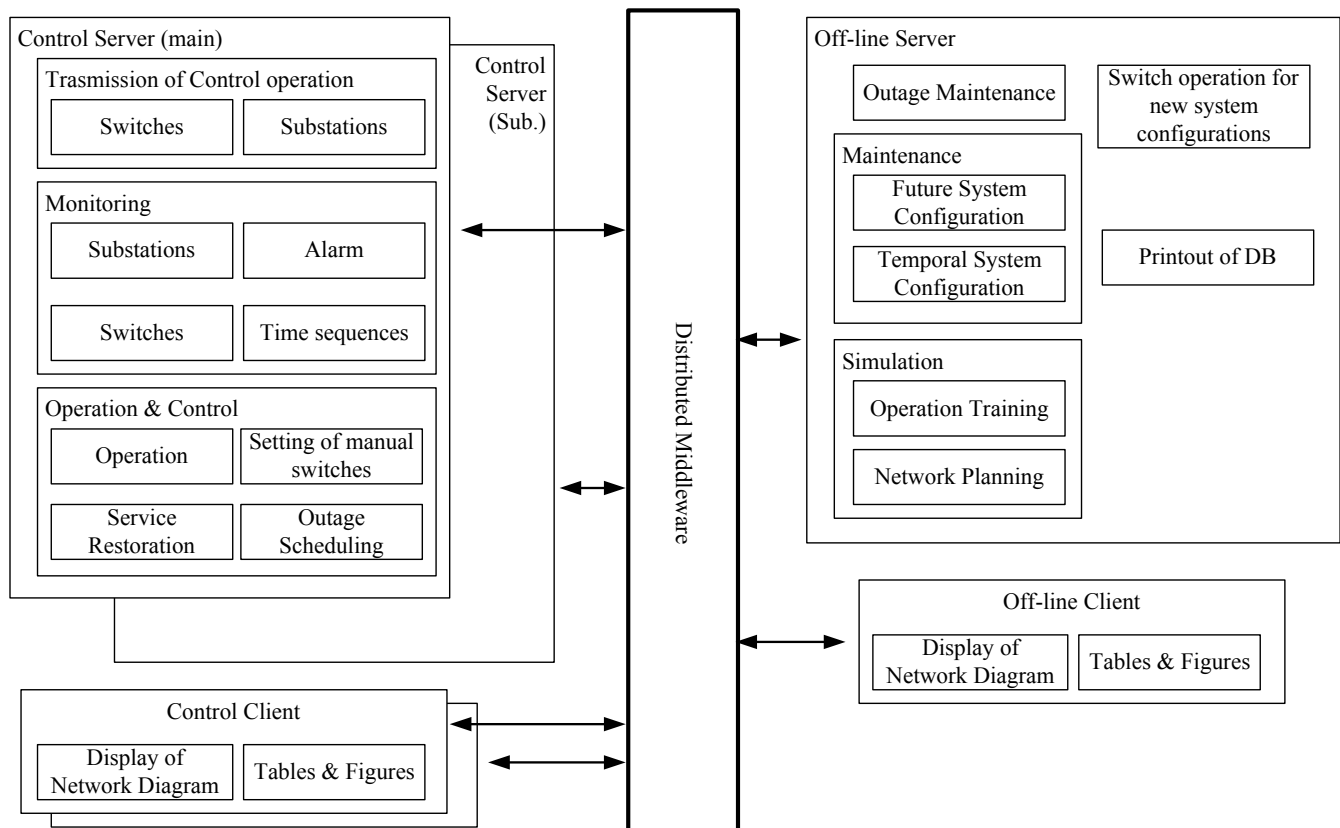 Control Server (main)
Trasmission of Control operation
Switches
Substations
Monitoring
Substations
Alarm
Switches
Time sequences
Operation & Control
Operation
Setting of manual
switches
Service
Restoration
Outage
Scheduling
Control
Server
(Sub.)
Control Client
Display of
Network Diagram
Tables & Figures
Distributed Middleware
Off-line Server
Outage Maintenance
Switch operation for
new system
configurations
Maintenance
Future System
Configuration
Temporal System
Configuration
Printout of DB
Simulation
Operation Training
Network Planning
Off-line Client
Display of
Network Diagram
Tables & Figures